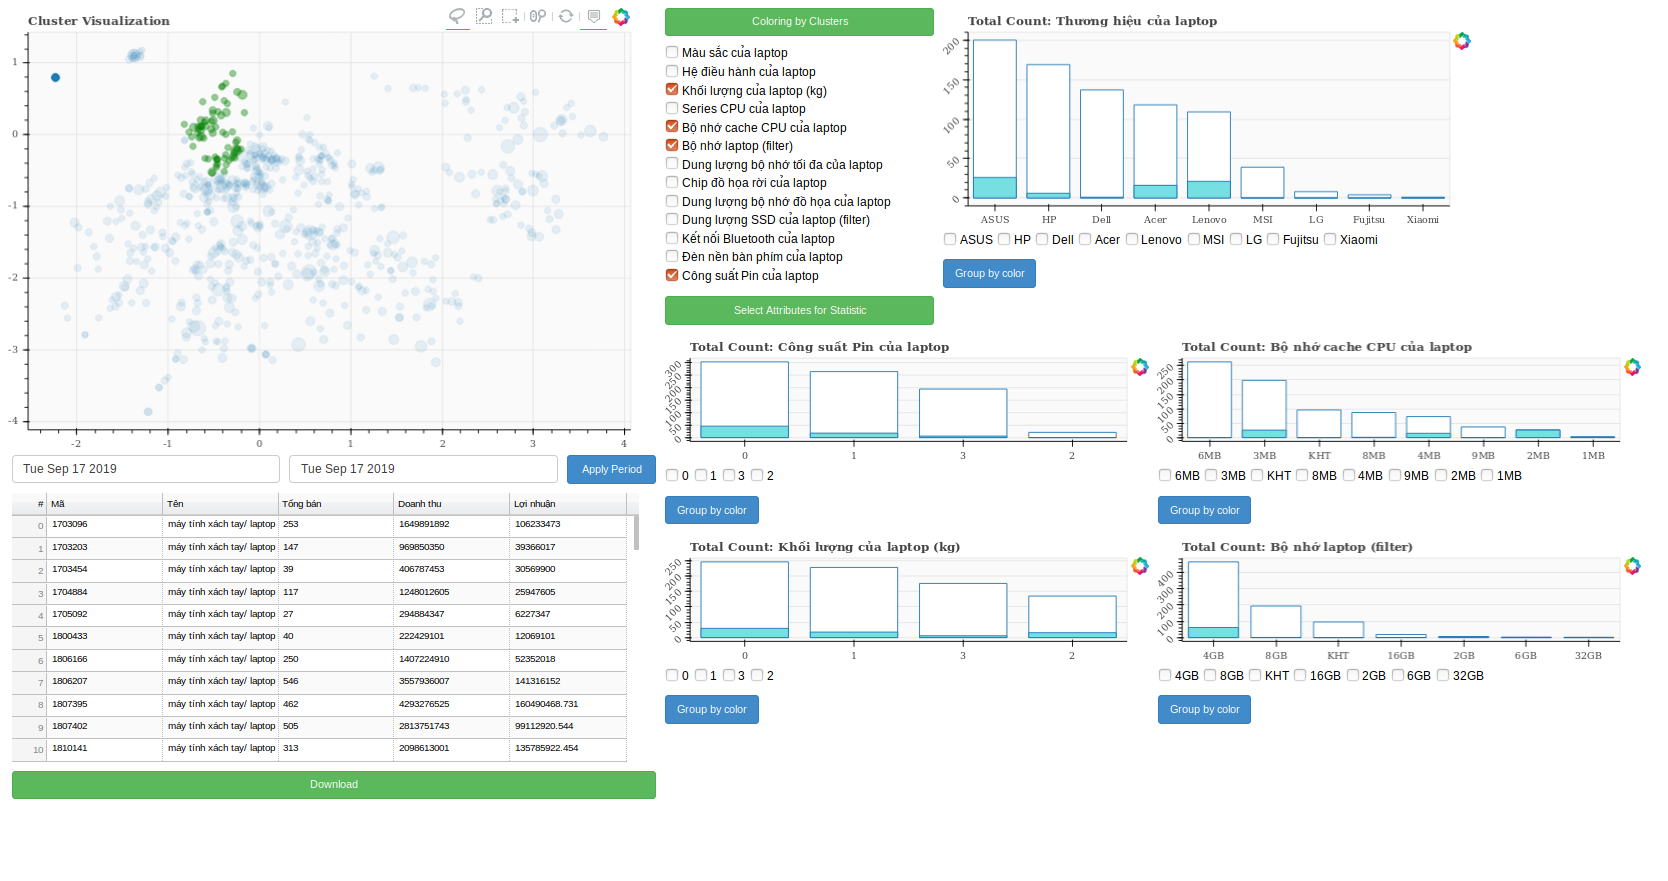 Cluster Visualization
1
0
-1
-2
-3
-4
-2
-1
0
1
2
3
4
Tue Sep 17 2019
Tue Sep 17 2019
Apply Period
# Mã Tên Tổng bán Doanh thu Lợi nhuận
0 1703096 máy tính xách tay/ laptop 253 1649891892 106233473
1 1703203 máy tính xách tay/ laptop 147 969850350 39366017
2 1703454 máy tính xách tay/ laptop 39 406787453 30569900
3 1704884 máy tính xách tay/ laptop 117 1248012605 25947605
4 1705092 máy tính xách tay/ laptop 27 294884347 6227347
5 1800433 máy tính xách tay/ laptop 40 222429101 12069101
6 1806166 máy tính xách tay/ laptop 250 1407224910 52352018
7 1806207 máy tính xách tay/ laptop 546 3557936007 141316152
8 1807395 máy tính xách tay/ laptop 462 4293276525 160490468.731
9 1807402 máy tính xách tay/ laptop 505 2813751743 99112920.544
10 1810141 máy tính xách tay/ laptop 313 2098613001 135785922.454
Download
Coloring by Clusters
Màu sắc của laptop
Hệ điều hành của laptop
Khối lượng của laptop (kg)
Series CPU của laptop
Bộ nhớ cache CPU của laptop
Bộ nhớ laptop (filter)
Dung lượng bộ nhớ tối đa của laptop
Chip đồ họa rời của laptop
Dung lượng bộ nhớ đồ họa của laptop
Dung lượng SSD của laptop (filter)
Kết nối Bluetooth của laptop
Đèn nền bàn phím của laptop
Công suất Pin của laptop
Select Attributes for Statistic
Total Count: Thương hiệu của laptop
200
150
100
50
0
ASUS HP Dell Acer Lenovo MSI LG Fujitsu Xiaomi
ASUS HP Dell Acer Lenovo MSI LG Fujitsu Xiaomi
Group by color
Total Count: Công suất Pin của laptop
300
250
200
150
100
50
0
0 1 3 2
0 1 3 2
Group by color
Total Count: Bộ nhớ cache CPU của laptop
250
200
150
100
50
0
6MB 3MB KHT 8MB 4MB 9MB 2MB 1MB
6MB 3MB KHT 8MB 4MB 9MB 2MB 1MB
Group by color
Total Count: Khối lượng của laptop (kg)
250
200
150
100
50
0
0 1 3 2
0 1 3 2
Group by color
Total Count: Bộ nhớ laptop (filter)
400
300
200
100
0
4GB 8GB KHT 16GB 2GB 6GB 32GB
4GB 8GB KHT 16GB 2GB 6GB 32GB
Group by color